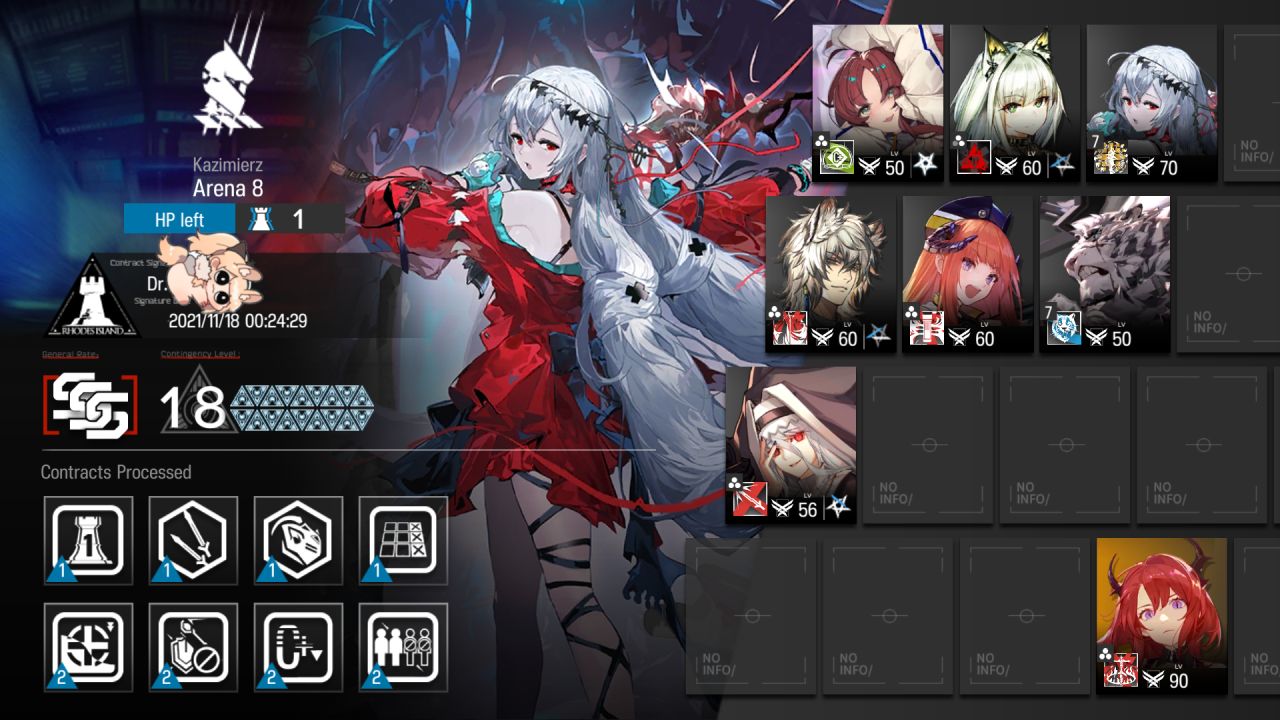 Kazimierz
Arena 8
HP left 1
Contract Sign
Dr.
Signature
2021/11/18 00:24:29
RHODES ISLAND
General Rate:
Contingency Level:
18
Contracts Processed
1
1
1
1
1
2
2
2
2
LV
50
LV
60
7
LV
70
NO
INFO/
LV
60
LV
60
7
LV
50
NO
INFO/
LV
56
NO
INFO/
NO
INFO/
NO
INFO/
NO
INFO/
NO
INFO/
NO
INFO/
LV
90
NO
INFO/